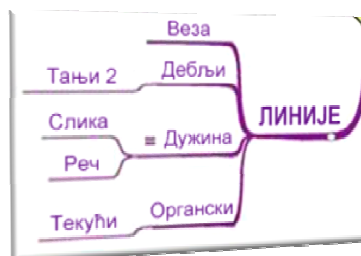 Веза
Тањи 2 Дебљи
ЛИНИЈЕ
Слика
≡ Дужина
Реч
Текући Органски